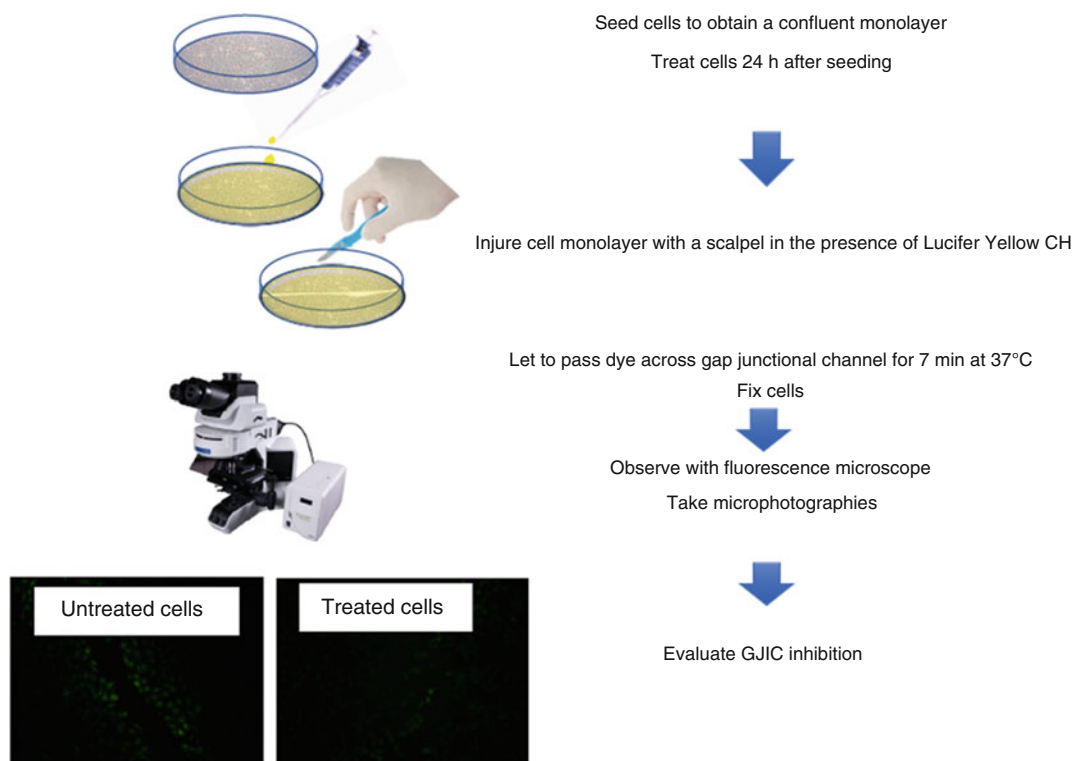 Seed cells to obtain a confluent monolayer
Treat cells 24 h after seeding
Injure cell monolayer with a scalpel in the presence of Lucifer Yellow CH
Let to pass dye across gap junctional channel for 7 min at 37°C
Fix cells
Observe with fluorescence microscope
Take microphotographies
Untreated cells
Treated cells
Evaluate GJIC inhibition